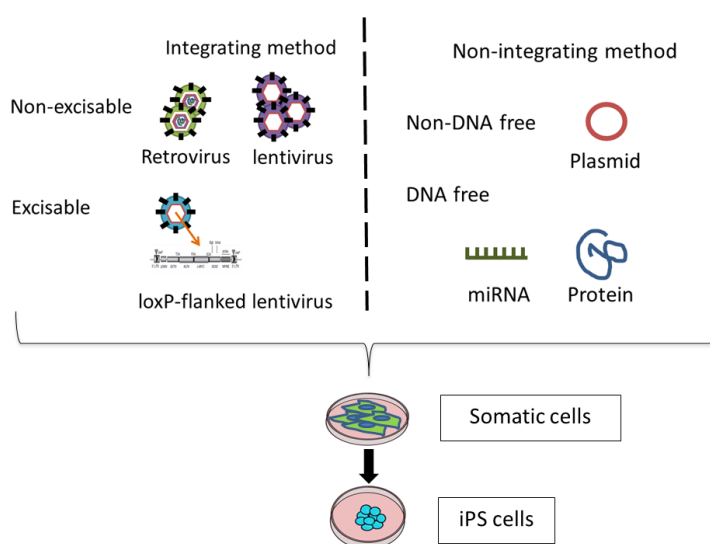 Integrating method
Non-integrating method
Non-excisable
Retrovirus
lentivirus
Non-DNA free
Plasmid
Excisable
DNA free
loxP-flanked lentivirus
miRNA
Protein
Somatic cells
iPS cells